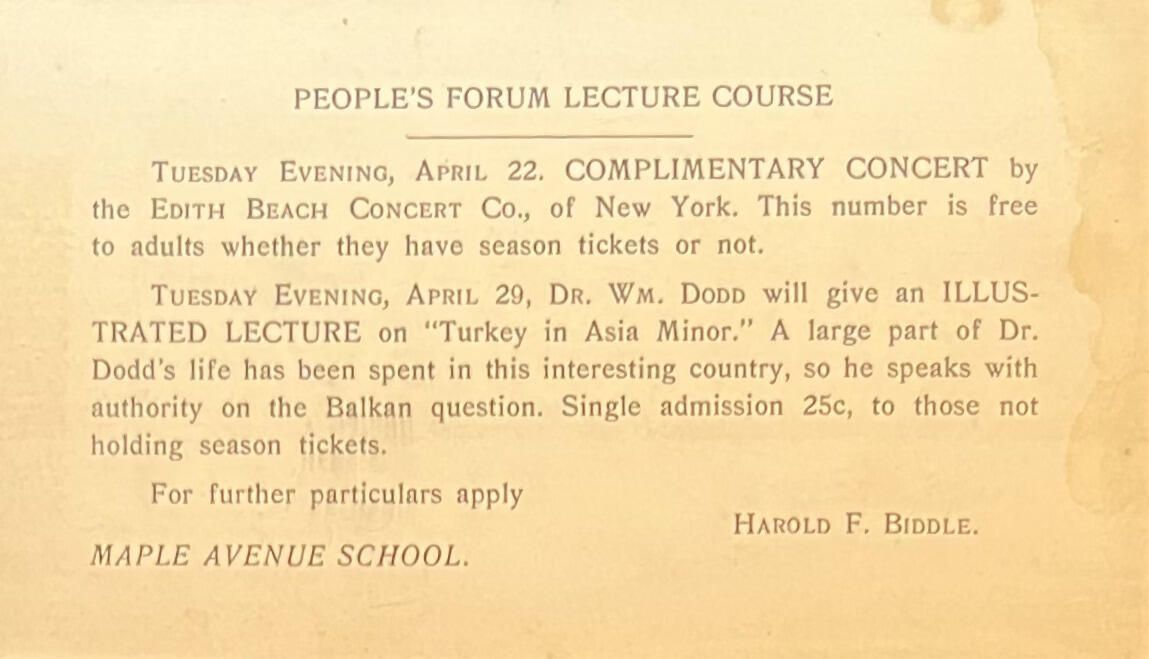 PEOPLE'S FORUM LECTURE COURSE
TUESDAY EVENING, APRIL 22. COMPLIMENTARY CONCERT by
the EDITH BEACH CONCERT CO., of New York. This number is free
to adults whether they have season tickets or not.
TUESDAY EVENING, APRIL 29, DR. WM. DODD will give an ILLUS-
TRATED LECTURE on "Turkey in Asia Minor." A large part of Dr.
Dodd's life has been spent in this interesting country, so he speaks with
authority on the Balkan question. Single admission 25c, to those not
holding season tickets.
For further particulars apply
HAROLD F. BIDDLE.
MAPLE AVENUE SCHOOL.